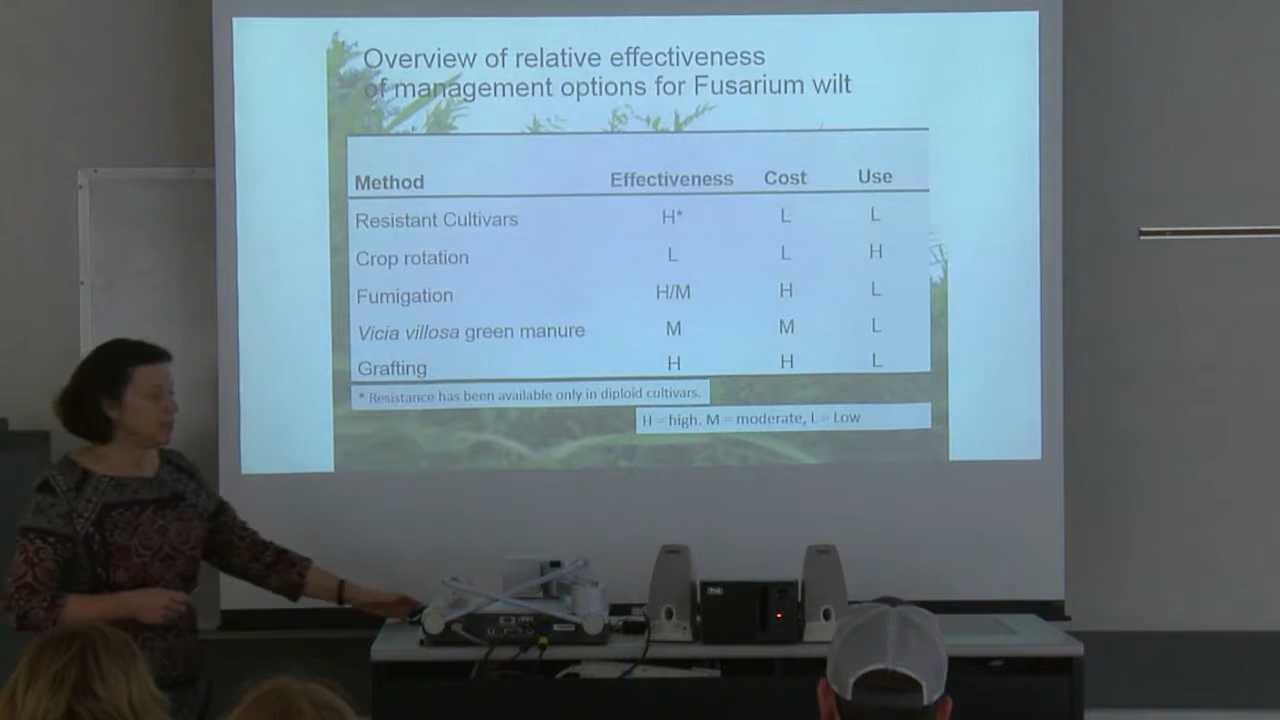 Overview of relative effectiveness
of management options for Fusarium wilt
Method Effectiveness Cost Use
Resistant Cultivars H* L L
Crop rotation L L H
Fumigation H/M H L
Vicia villosa green manure M M L
Grafting H H L
* Resistance has been available only in diploid cultivars.
H = high. M = moderate, L = Low